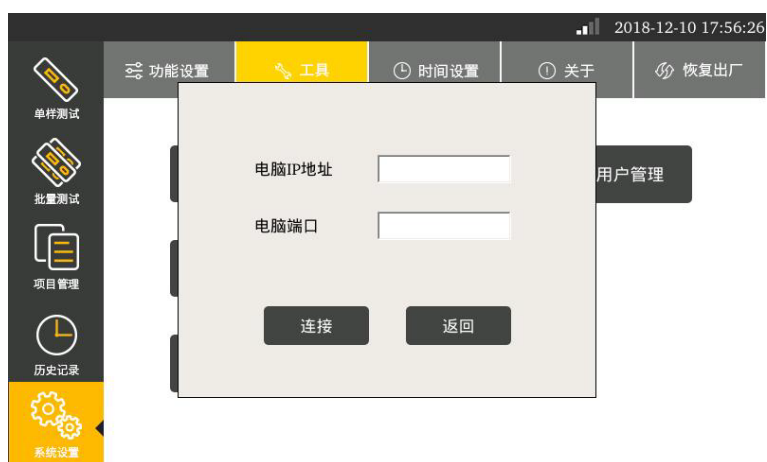 2018-12-10 17:56:26
功能设置
工具
时间设置
关于
恢复出厂
单样测试
批量测试
项目管理
历史记录
系统设置
电脑IP地址
电脑端口
连接
返回
用户管理